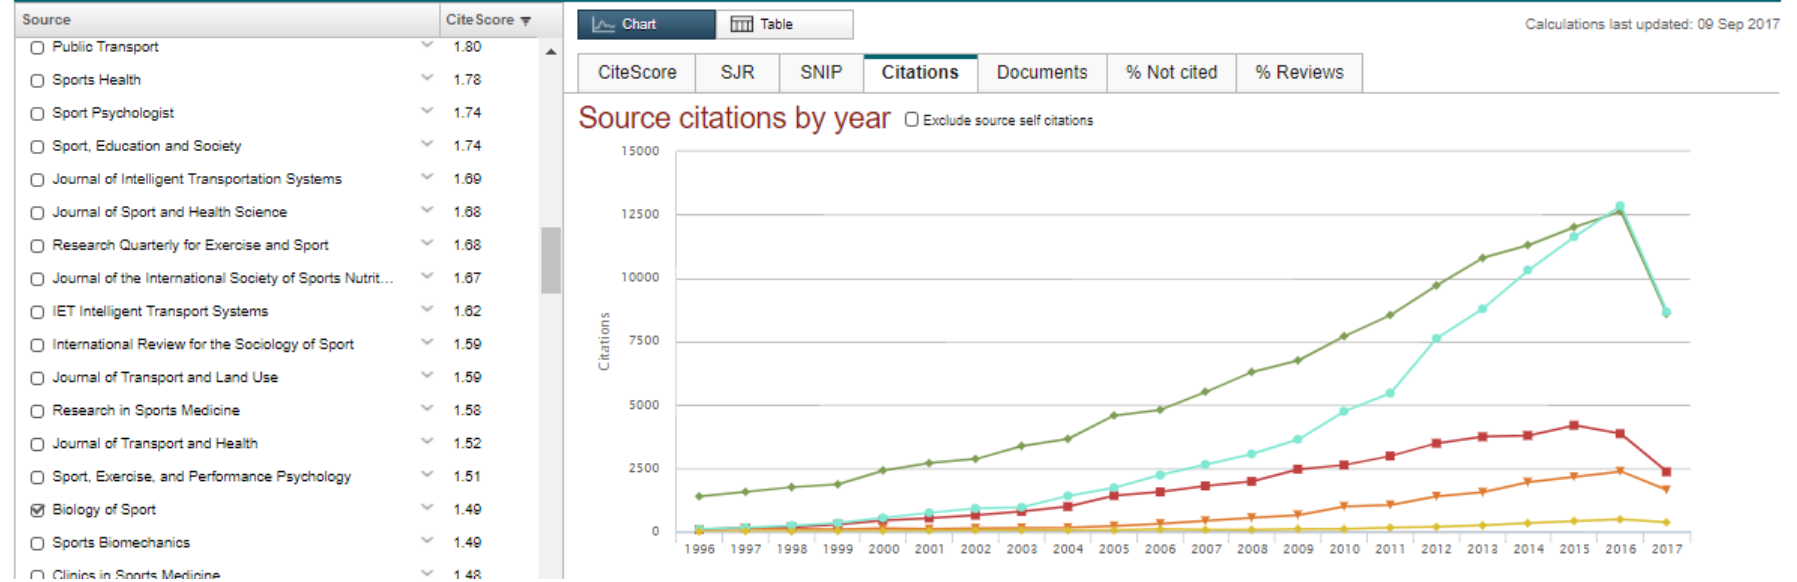 Source CiteScore
Public Transport 1.80
Sports Health 1.78
Sport Psychologist 1.74
Sport, Education and Society 1.74
Journal of Intelligent Transportation Systems 1.69
Journal of Sport and Health Science 1.68
Research Quarterly for Exercise and Sport 1.68
Journal of the International Society of Sports Nutrit... 1.67
IET Intelligent Transport Systems 1.62
International Review for the Sociology of Sport 1.59
Journal of Transport and Land Use 1.59
Research in Sports Medicine 1.58
Journal of Transport and Health 1.52
Sport, Exercise, and Performance Psychology 1.51
Biology of Sport 1.49
Sports Biomechanics 1.49
Clinics in Sports Medicine 1.48
Chart Table
Calculations last updated: 09 Sep 2017
CiteScore SJR SNIP Citations Documents % Not cited % Reviews
Source citations by year Exclude source self citations
15000
12500
10000
7500
5000
2500
0
Citations
1996 1997 1998 1999 2000 2001 2002 2003 2004 2005 2006 2007 2008 2009 2010 2011 2012 2013 2014 2015 2016 2017